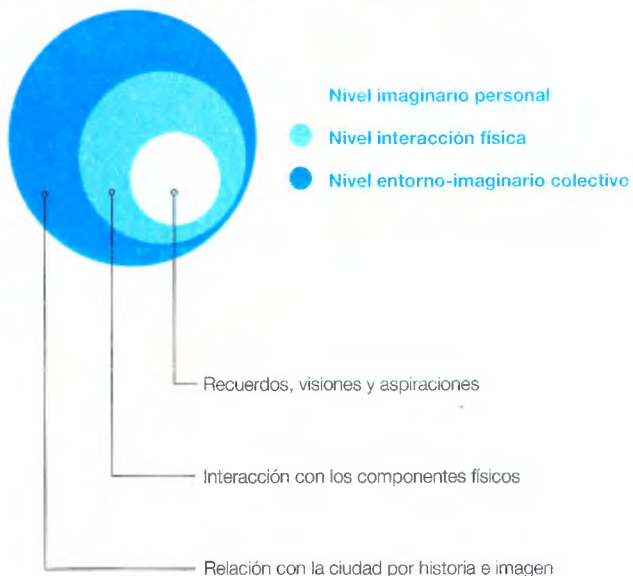 Nivel imaginario personal
Nivel interacción física
Nivel entorno-imaginario colectivo
Recuerdos, visiones y aspiraciones
Interacción con los componentes físicos
Relación con la ciudad por historia e imagen